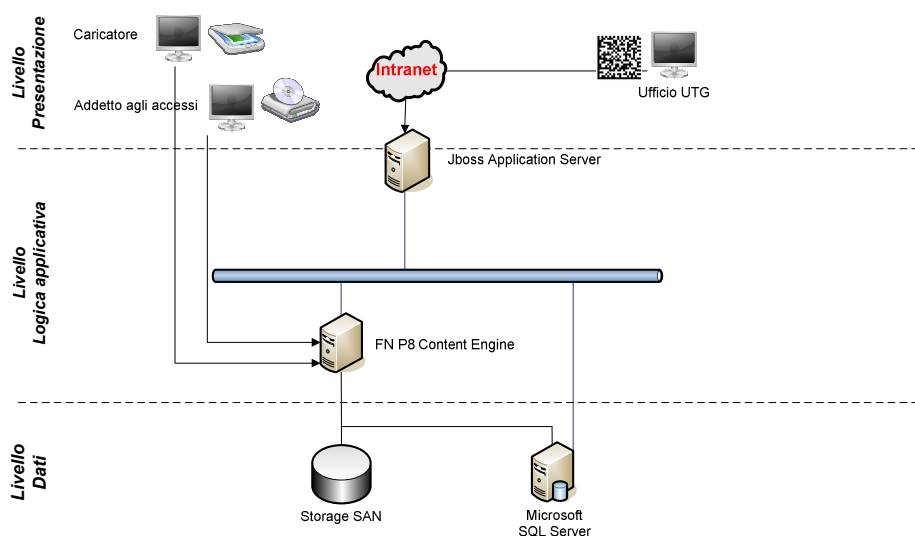 Livello
Presentazione
Caricatore
Addetto agli accessi
Intranet
Ufficio UTG
Jboss Application Server
Livello
Logica applicativa
FN P8 Content Engine
Livello
Dati
Storage SAN
Microsoft
SQL Server